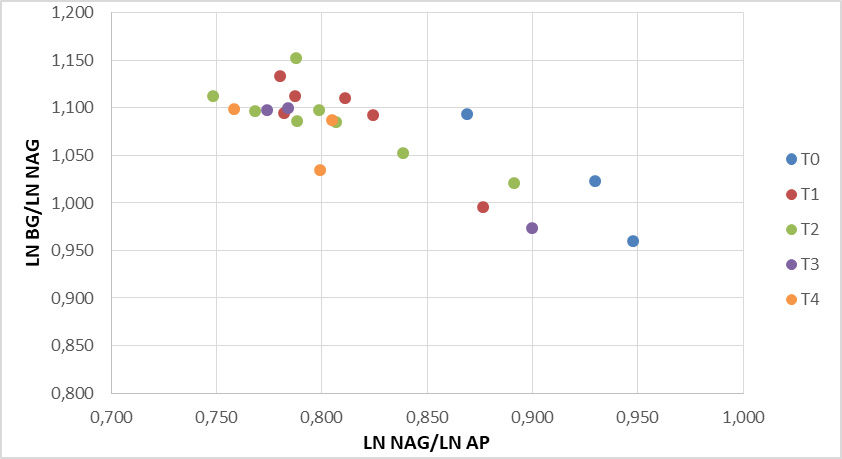 1,200
1,150
1,100
1,050
1,000
0,950
0,900
0,850
0,800
LN BG/LN NAG
0,700 0,750 0,800 0,850 0,900 0,950 1,000
LN NAG/LN AP
T0
T1
T2
T3
T4